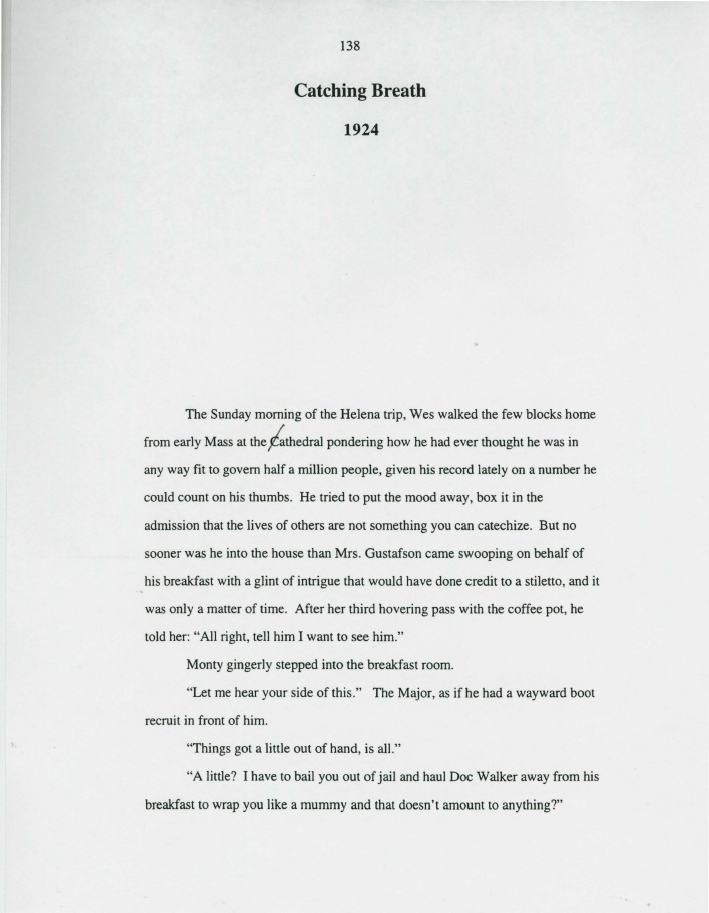 138
Catching Breath
1924
The Sunday morning of the Helena trip, Wes walked the few blocks home
from early Mass at the Cathedral pondering how he had ever thought he was in
any way fit to govern half a million people, given his record lately on a number he
could count on his thumbs.  He tried to put the mood away, box it in the
admission that the lives of others are not something you can catechize.  But no
sooner was he into the house than Mrs. Gustafson came swooping on behalf of
his breakfast with a glint of intrigue that would have done credit to a stiletto, and it
was only a matter of time.  After her third hovering pass with the coffee pot, he
told her: “All right, tell him I want to see him.”
Monty gingerly stepped into the breakfast room.
“Let me hear your side of this.”  The Major, as if he had a wayward boot
recruit in front of him.
“Things got a little out of hand, is all.”
“A little?  I have to bail you out of jail and haul Doc Walker away from his
breakfast to wrap you like a mummy and that doesn’t amount to anything?”